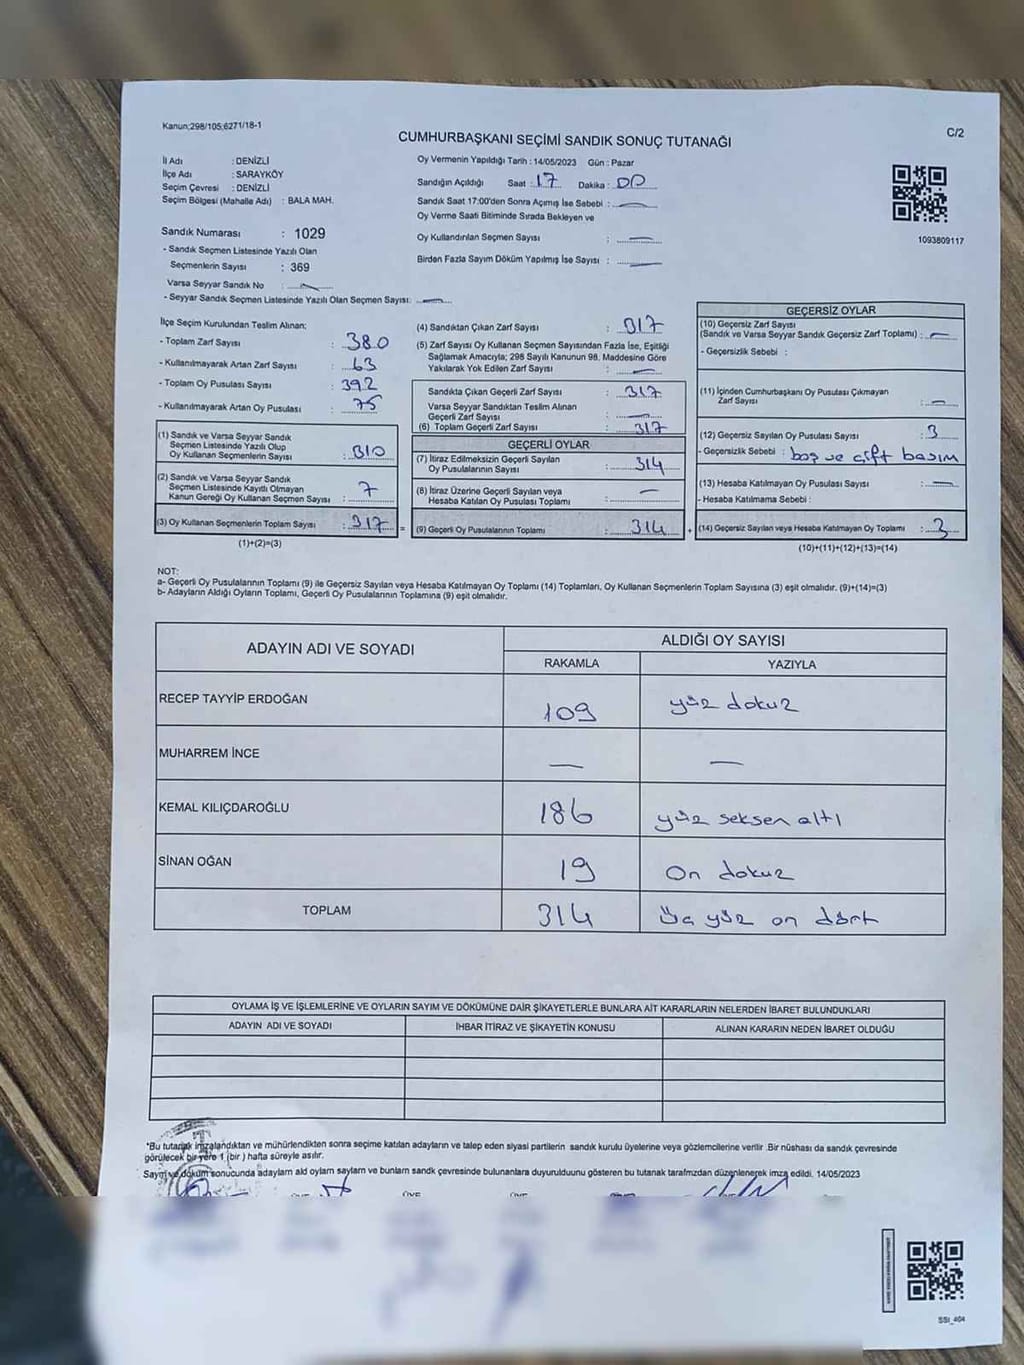 Kanun;298/105;6271/18-1
C/2
CUMHURBAŞKANI SEÇİMİ SANDIK SONUÇ TUTANAĞI
İl Adı : DENİZLİ
İlçe Adı : SARAYKÖY
Seçim Çevresi : DENİZLİ
Seçim Bölgesi (Mahalle Adı) : BALA MAH.
Sandık Numarası : 1029
- Sandık Seçmen Listesinde Yazılı Olan
Seçmenlerin Sayısı : 369
Varsa Seyyar Sandık No :
- Seyyar Sandık Seçmen Listesinde Yazılı Olan Seçmen Sayısı: —
Oy Vermenin Yapıldığı Tarih : 14/05/2023 Gün : Pazar
Sandığın Açıldığı Saat : 17 Dakika : 00
Sandık Saat 17:00'den Sonra Açımış İse Sebebi : —
Oy Verme Saati Bitiminde Sırada Bekleyen ve
Oy Kullandırılan Seçmen Sayısı : —
Birden Fazla Sayım Döküm Yapılmış İse Sayısı : —
1093809117
İlçe Seçim Kurulundan Teslim Alınan;
- Toplam Zarf Sayısı : 380
- Kullanılmayarak Artan Zarf Sayısı : 63
- Toplam Oy Pusulası Sayısı : 392
- Kullanılmayarak Artan Oy Pusulası : 75
(1) Sandık ve Varsa Seyyar Sandık
Seçmen Listesinde Yazılı Olup
Oy Kullanan Seçmenlerin Sayısı : 310
(2) Sandık ve Varsa Seyyar Sandık
Seçmen Listesinde Kayıtlı Olmayan
Kanun Gereği Oy Kullanan Seçmen Sayısı : 7
(3) Oy Kullanan Seçmenlerin Toplam Sayısı : 317 =
(1)+(2)=(3)
(4) Sandıktan Çıkan Zarf Sayısı : 317
(5) Zarf Sayısı Oy Kullanan Seçmen Sayısından Fazla İse, Eşitliği
Sağlamak Amacıyla; 298 Sayılı Kanunun 98. Maddesine Göre
Yakılarak Yok Edilen Zarf Sayısı : —
Sandıkta Çıkan Geçerli Zarf Sayısı : 317
Varsa Seyyar Sandıktan Teslim Alınan
Geçerli Zarf Sayısı : —
(6) Toplam Geçerli Zarf Sayısı : 317
GEÇERLİ OYLAR
(7) İtiraz Edilmeksizin Geçerli Sayılan
Oy Pusulalarının Sayısı : 314
(8) İtiraz Üzerine Geçerli Sayılan veya
Hesaba Katılan Oy Pusulası Toplamı : —
(9) Geçerli Oy Pusulalarının Toplamı : 314 +
GEÇERSİZ OYLAR
(10) Geçersiz Zarf Sayısı
(Sandık ve Varsa Seyyar Sandık Geçersiz Zarf Toplamı) : —
- Geçersizlik Sebebi :
(11) İçinden Cumhurbaşkanı Oy Pusulası Çıkmayan
Zarf Sayısı : —
(12) Geçersiz Sayılan Oy Pusulası Sayısı : 3
- Geçersizlik Sebebi : boş ve çift basım
(13) Hesaba Katılmayan Oy Pusulası Sayısı : —
- Hesaba Katılmama Sebebi :
(14) Geçersiz Sayılan veya Hesaba Katılmayan Oy Toplamı : 3
(10)+(11)+(12)+(13)=(14)
NOT:
a- Geçerli Oy Pusulalarının Toplamı (9) ile Geçersiz Sayılan veya Hesaba Katılmayan Oy Toplamı (14) Toplamları, Oy Kullanan Seçmenlerin Toplam Sayısına (3) eşit olmalıdır. (9)+(14)=(3)
b- Adayların Aldığı Oyların Toplamı, Geçerli Oy Pusulalarının Toplamına (9) eşit olmalıdır.
ADAYIN ADI VE SOYADI
ALDIĞI OY SAYISI
RAKAMLA YAZIYLA
RECEP TAYYİP ERDOĞAN 109 yüz dokuz
MUHARREM İNCE — —
KEMAL KILIÇDAROĞLU 186 yüz seksen altı
SİNAN OĞAN 19 On dokuz
TOPLAM 314 üç yüz on dört
OYLAMA İŞ VE İŞLEMLERİNE VE OYLARIN SAYIM VE DÖKÜMÜNE DAİR ŞİKAYETLERLE BUNLARA AİT KARARLARIN NELERDEN İBARET BULUNDUKLARI
ADAYIN ADI VE SOYADI İHBAR İTİRAZ VE ŞİKAYETİN KONUSU ALINAN KARARIN NEDEN İBARET OLDUĞU
*Bu tutanak imzalandıktan ve mühürlendikten sonra seçime katılan adayların ve talep eden siyasi partilerin sandık kurulu üyelerine veya gözlemcilerine verilir .Bir nüshası da sandık çevresinde
görülecek bir yere 1 (bir ) hafta süreyle asılır.
Sayım ve döküm sonucunda adayların ald oyların sayların ve bunların sandk çevresinde bulunanlara duyurulduunu gösteren bu tutanak tarafmzdan düzenlenerek imza edildi. 14/05/2023
SSI_404